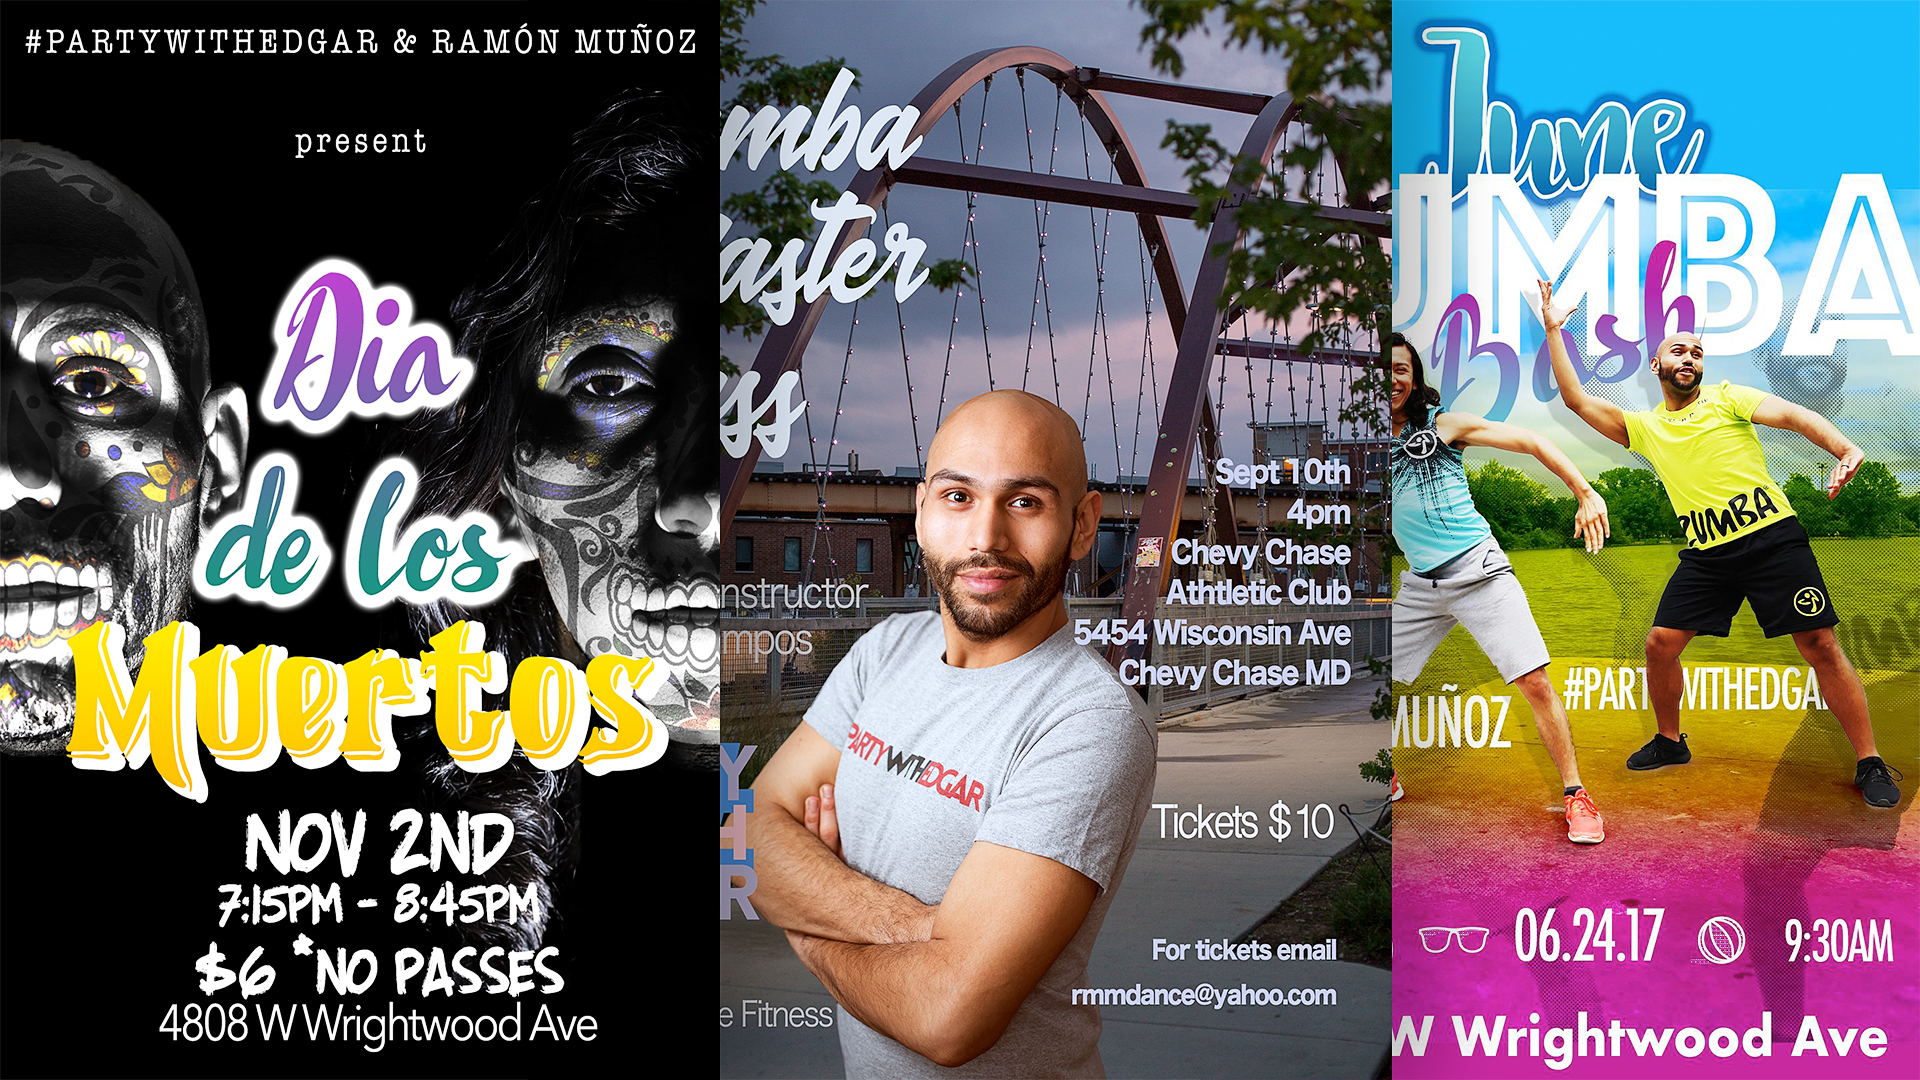 #PARTYWITHEDGAR & RAMÓN MUÑOZ
present
Dia
de los
Muertos
NOV 2ND
7:15PM - 8:45PM
$6 *NO PASSES
4808 W Wrightwood Ave
mba
aster
ss
Sept 10th
4pm
Chevy Chase
Athtletic Club
5454 Wisconsin Ave
Chevy Chase MD
nstructor
mpos
PARTYWITHEDGAR
Y
H
R
Tickets $10
For tickets email
rmmdance@yahoo.com
e Fitness
June
UMBA
Bash
ZUMBA
MUÑOZ
#PARTYWITHEDGAR
06.24.17
9:30AM
W Wrightwood Ave